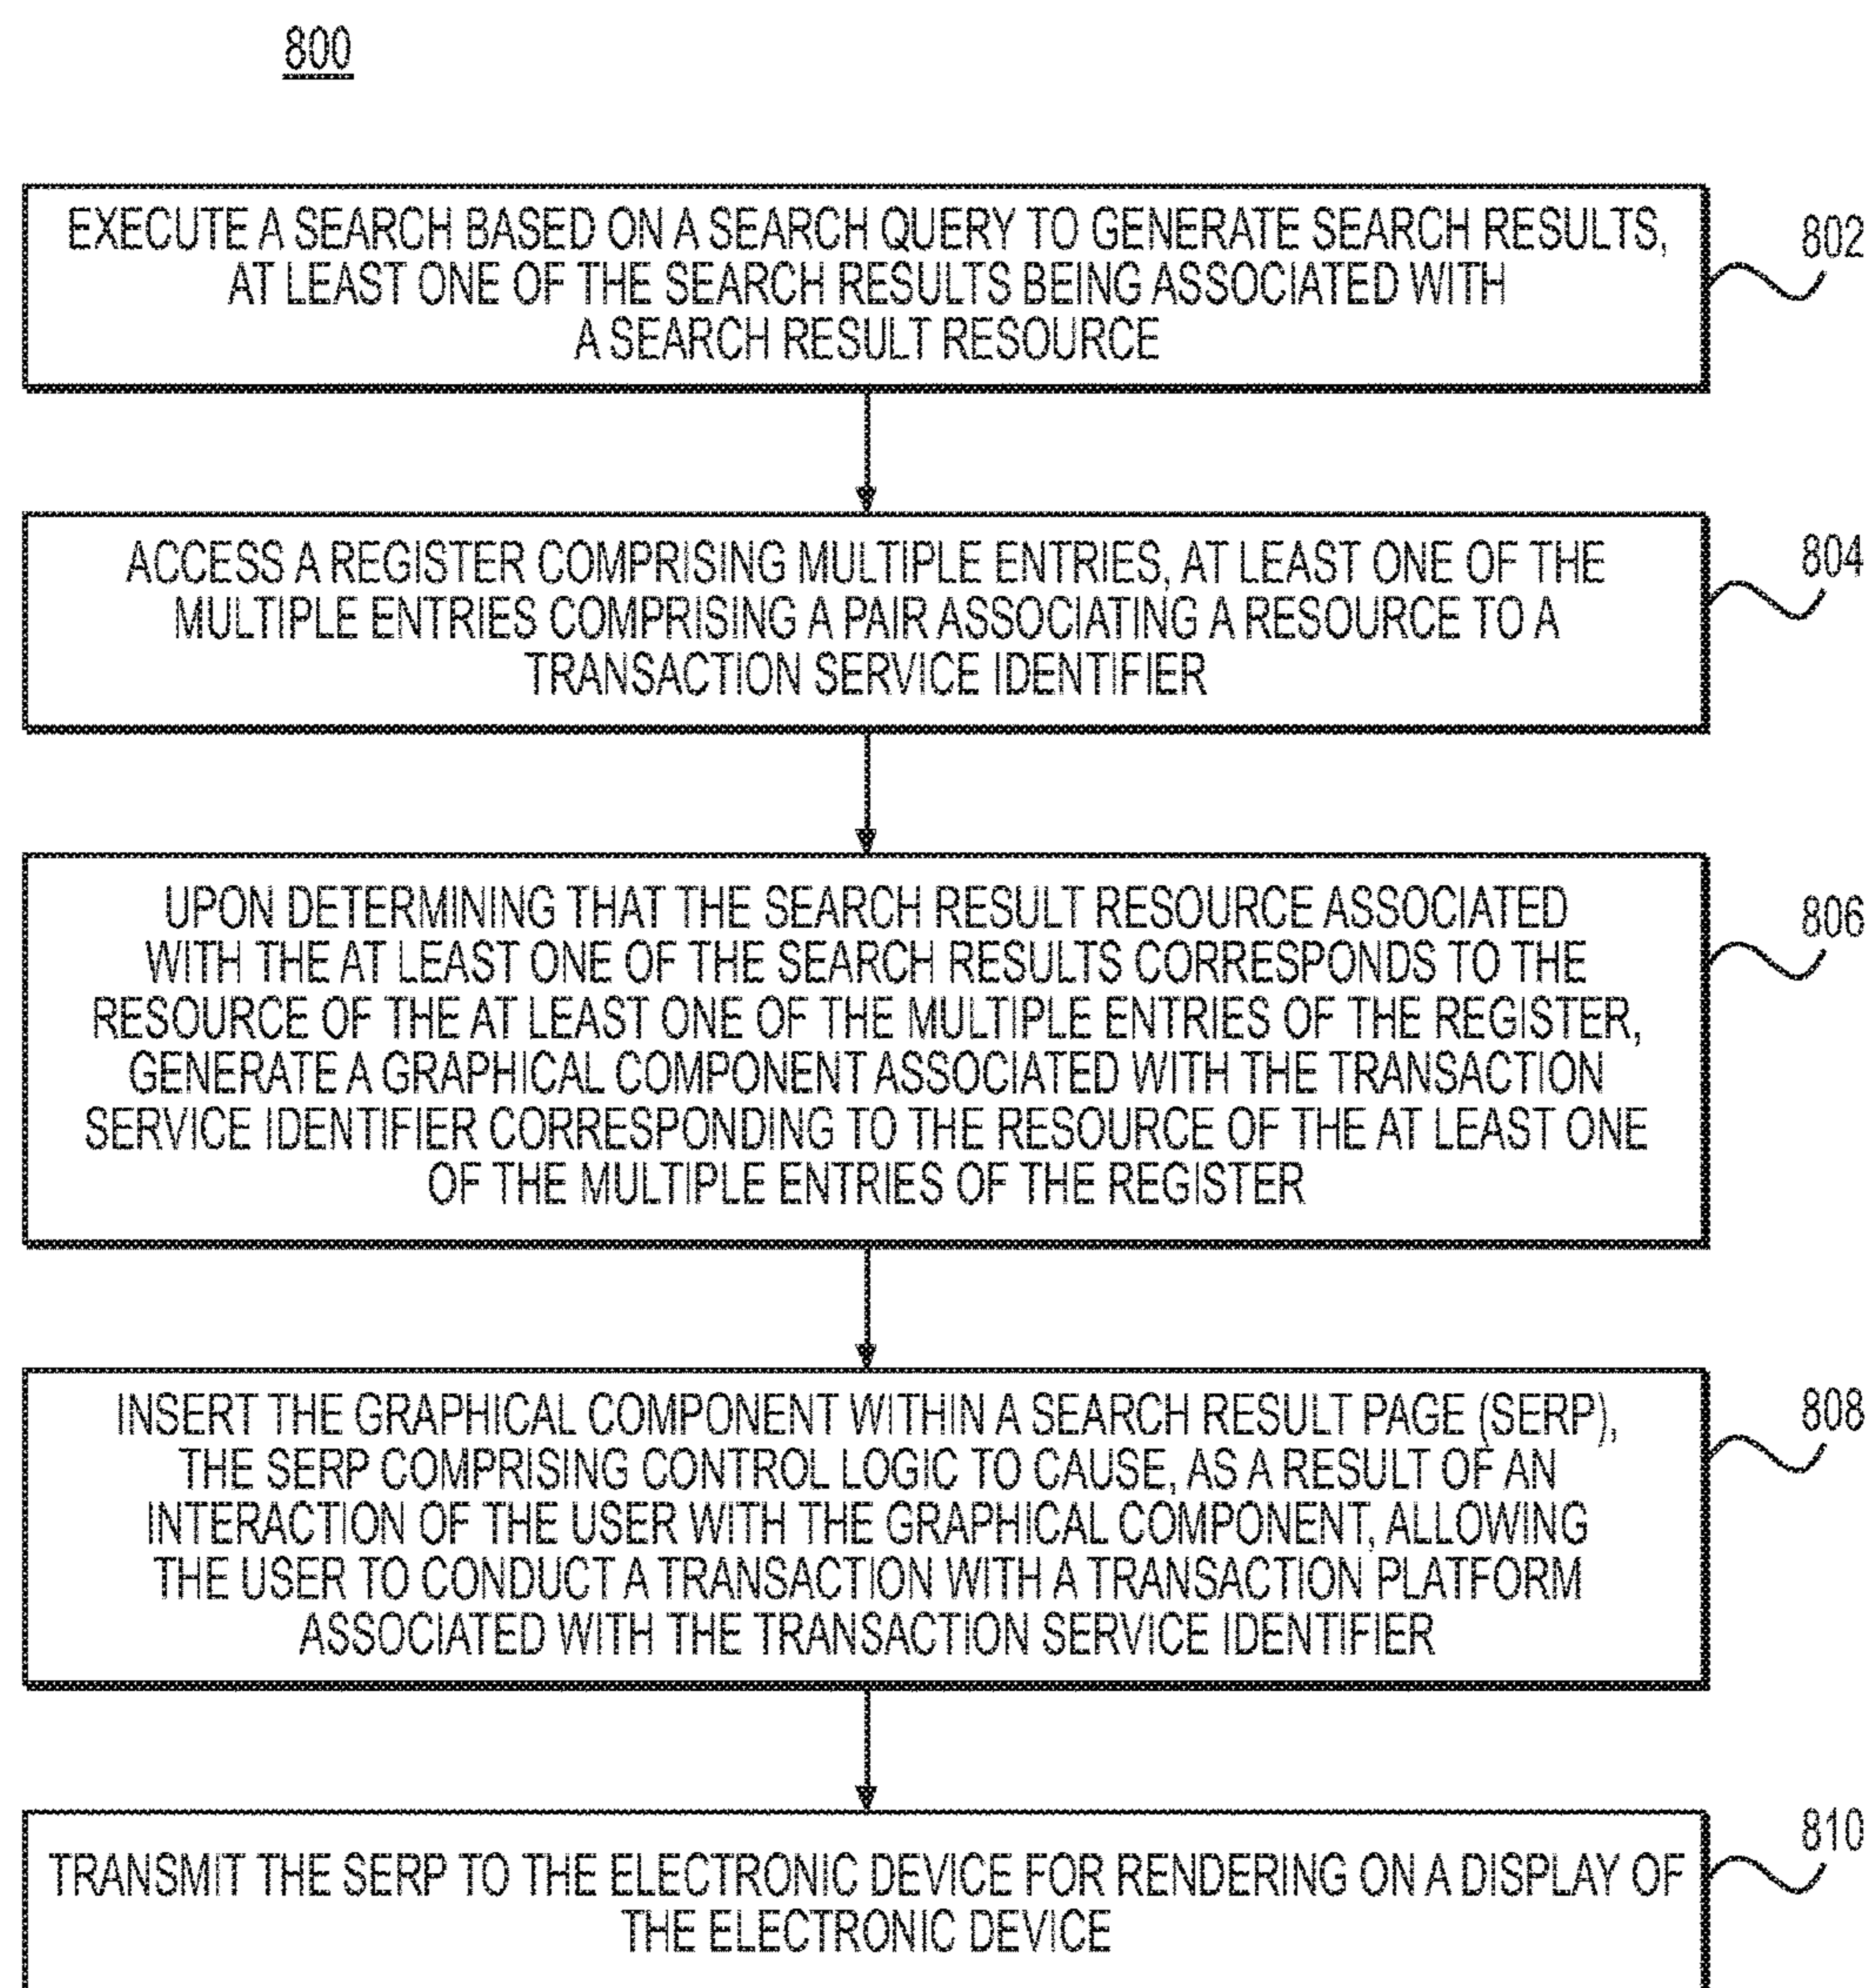 800
EXECUTE A SEARCH BASED ON A SEARCH QUERY TO GENERATE SEARCH RESULTS,
AT LEAST ONE OF THE SEARCH RESULTS BEING ASSOCIATED WITH
A SEARCH RESULT RESOURCE
802
ACCESS A REGISTER COMPRISING MULTIPLE ENTRIES, AT LEAST ONE OF THE
MULTIPLE ENTRIES COMPRISING A PAIR ASSOCIATING A RESOURCE TO A
TRANSACTION SERVICE IDENTIFIER
804
UPON DETERMINING THAT THE SEARCH RESULT RESOURCE ASSOCIATED
WITH THE AT LEAST ONE OF THE SEARCH RESULTS CORRESPONDS TO THE
RESOURCE OF THE AT LEAST ONE OF THE MULTIPLE ENTRIES OF THE REGISTER,
GENERATE A GRAPHICAL COMPONENT ASSOCIATED WITH THE TRANSACTION
SERVICE IDENTIFIER CORRESPONDING TO THE RESOURCE OF THE AT LEAST ONE
OF THE MULTIPLE ENTRIES OF THE REGISTER
806
INSERT THE GRAPHICAL COMPONENT WITHIN A SEARCH RESULT PAGE (SERP),
THE SERP COMPRISING CONTROL LOGIC TO CAUSE, AS A RESULT OF AN
INTERACTION OF THE USER WITH THE GRAPHICAL COMPONENT, ALLOWING
THE USER TO CONDUCT A TRANSACTION WITH A TRANSACTION PLATFORM
ASSOCIATED WITH THE TRANSACTION SERVICE IDENTIFIER
808
TRANSMIT THE SERP TO THE ELECTRONIC DEVICE FOR RENDERING ON A DISPLAY OF
THE ELECTRONIC DEVICE
810